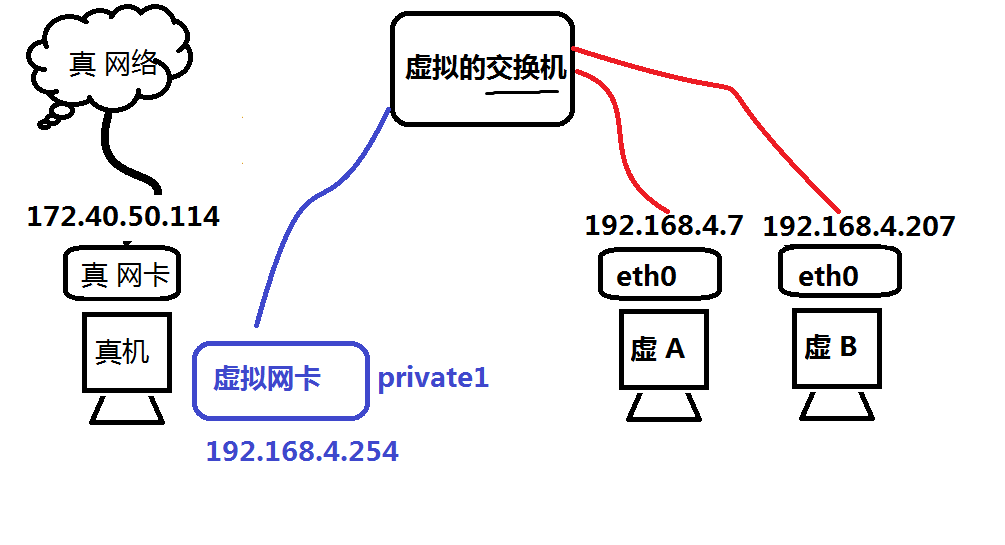 真 网络
虚拟的交换机
172.40.50.114
192.168.4.7
192.168.4.207
真 网卡
eth0
eth0
真机
虚拟网卡
private1
虚 A
虚 B
192.168.4.254